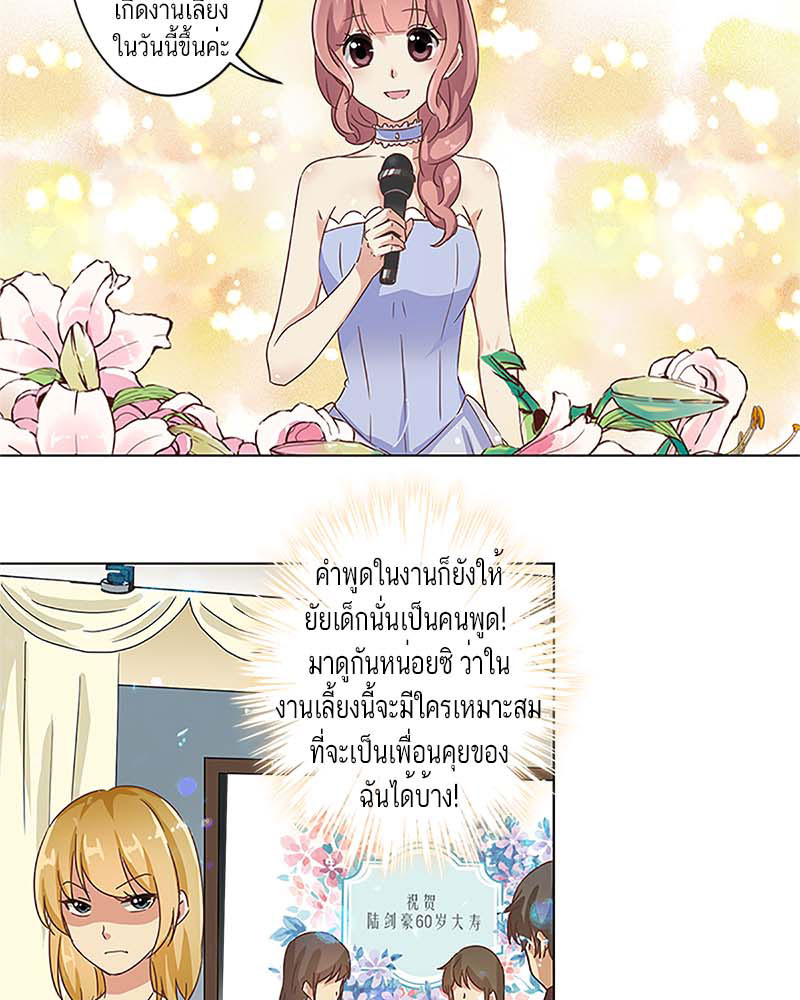 เกิดงานเลี้ยง
ในวันนี้ขึ้นค่ะ
คำพูดในงานก็ยังให้
ยัยเด็กนั่นเป็นคนพูด!
มาดูกันหน่อยซิ ว่าใน
งานเลี้ยงนี้จะมีใครเหมาะสม
ที่จะเป็นเพื่อนคุยของ
ฉันได้บ้าง!
祝贺
陆剑豪60岁大寿